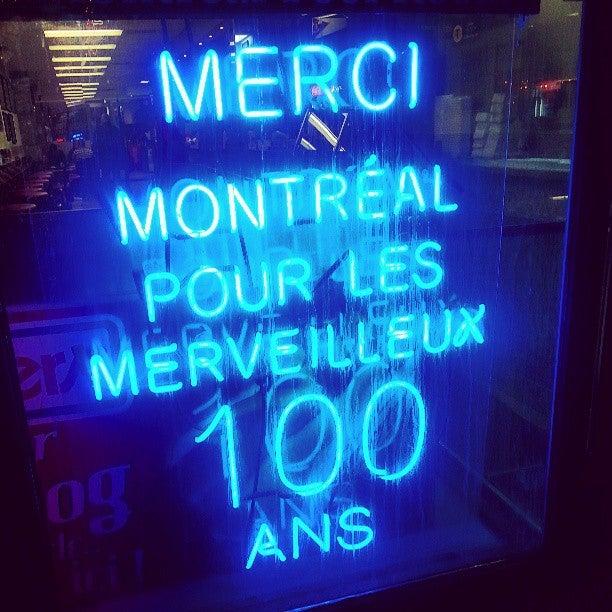 MERCI
MONTRÉAL
POUR LES
MERVEILLEUX
100
ANS